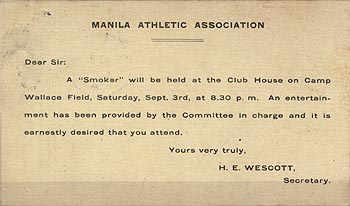 MANILA ATHLETIC ASSOCIATION
Dear Sir:
A "Smoker" will be held at the Club House on Camp
Wallace Field, Saturday, Sept. 3rd, at 8.30 p. m. An entertain-
ment has been provided by the Committee in charge and it is
earnestly desired that you attend.
Yours very truly,
H. E. WESCOTT,
Secretary.